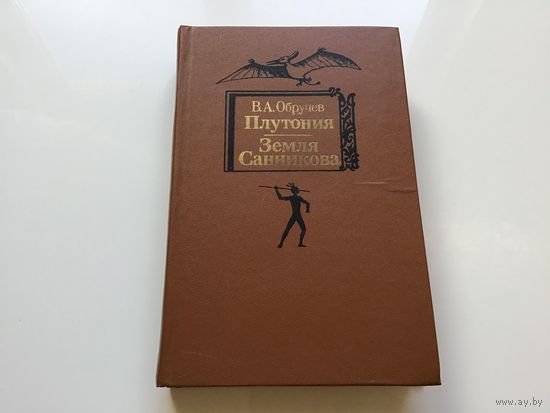 В.А.Обручев
Плутония
Земля
Санникова
www.ay.by